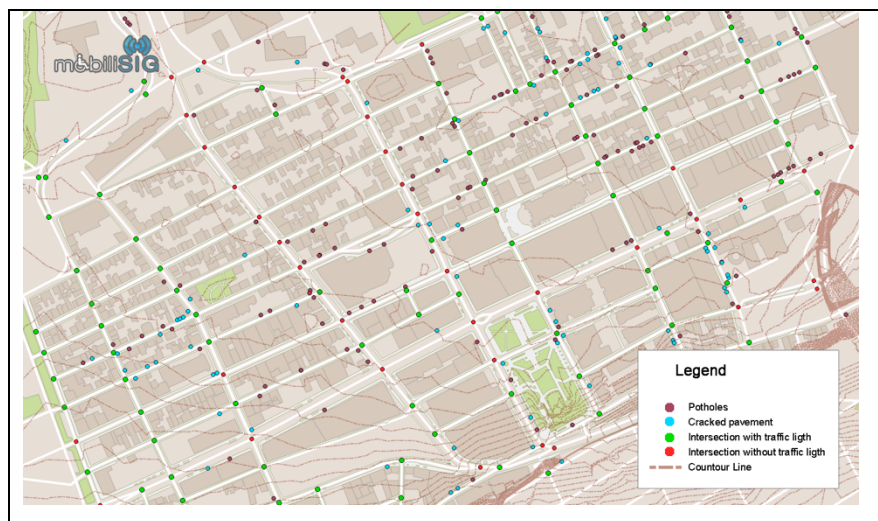 mobiliSIG
Legend
Potholes
Cracked pavement
Intersection with traffic ligth
Intersection without traffic ligth
Countour Line